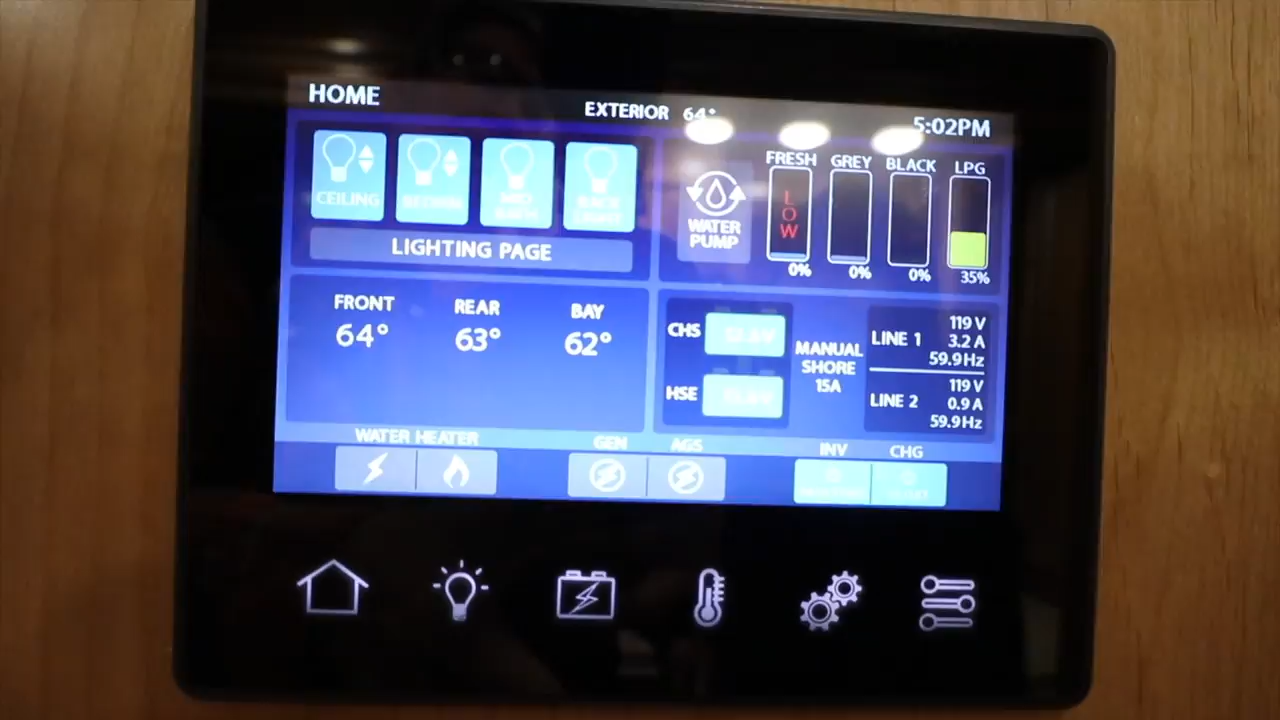 HOME
EXTERIOR 64°
5:02PM
CEILING
LIGHTING PAGE
WATER
PUMP
FRESH
GREY
BLACK
LPG
LOW
0%
0%
0%
35%
FRONT
64°
REAR
63°
BAY
62°
CHS
HSE
MANUAL
SHORE
15A
LINE 1
119 V
3.2 A
59.9Hz
LINE 2
119 V
0.9 A
59.9Hz
WATER HEATER
GEN
AGS
INV
CHG